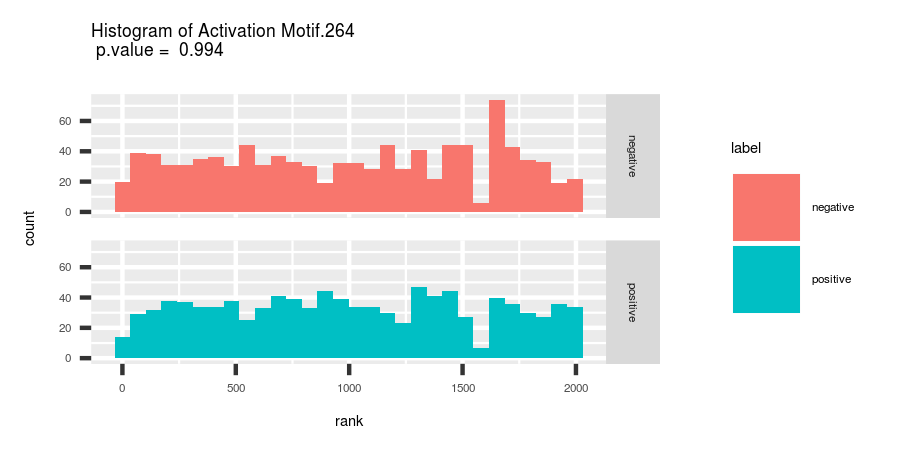 Histogram of Activation Motif.264
p.value = 0.994
60
40
20
0
negative
60
40
20
0
positive
0 500 1000 1500 2000
rank
count
label
negative
positive